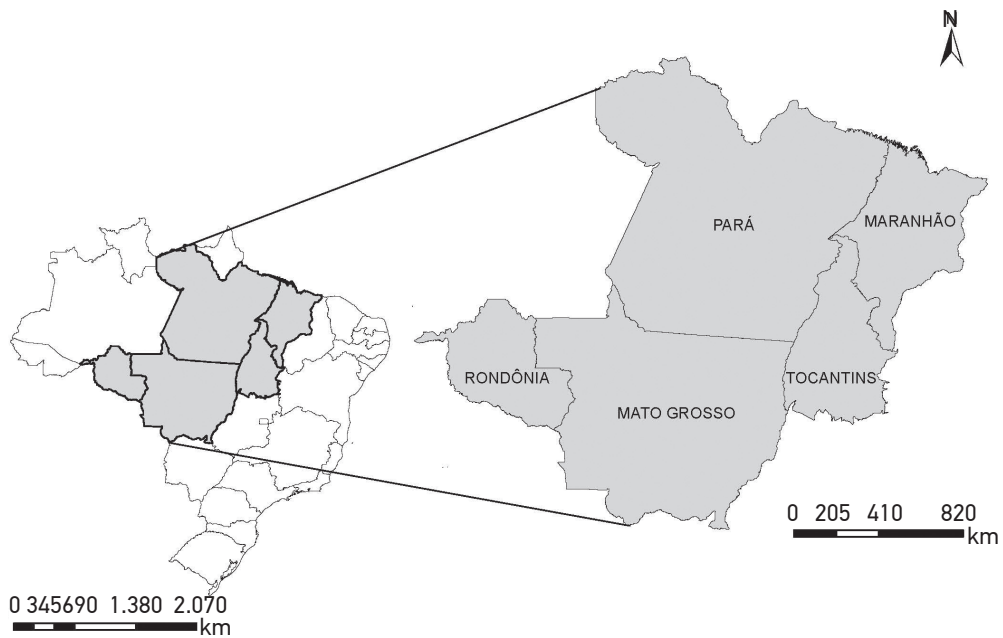 N
PARÁ
MARANHÃO
RONDÔNIA
TOCANTINS
MATO GROSSO
0 205 410 820
km
0 345690 1.380 2.070
km